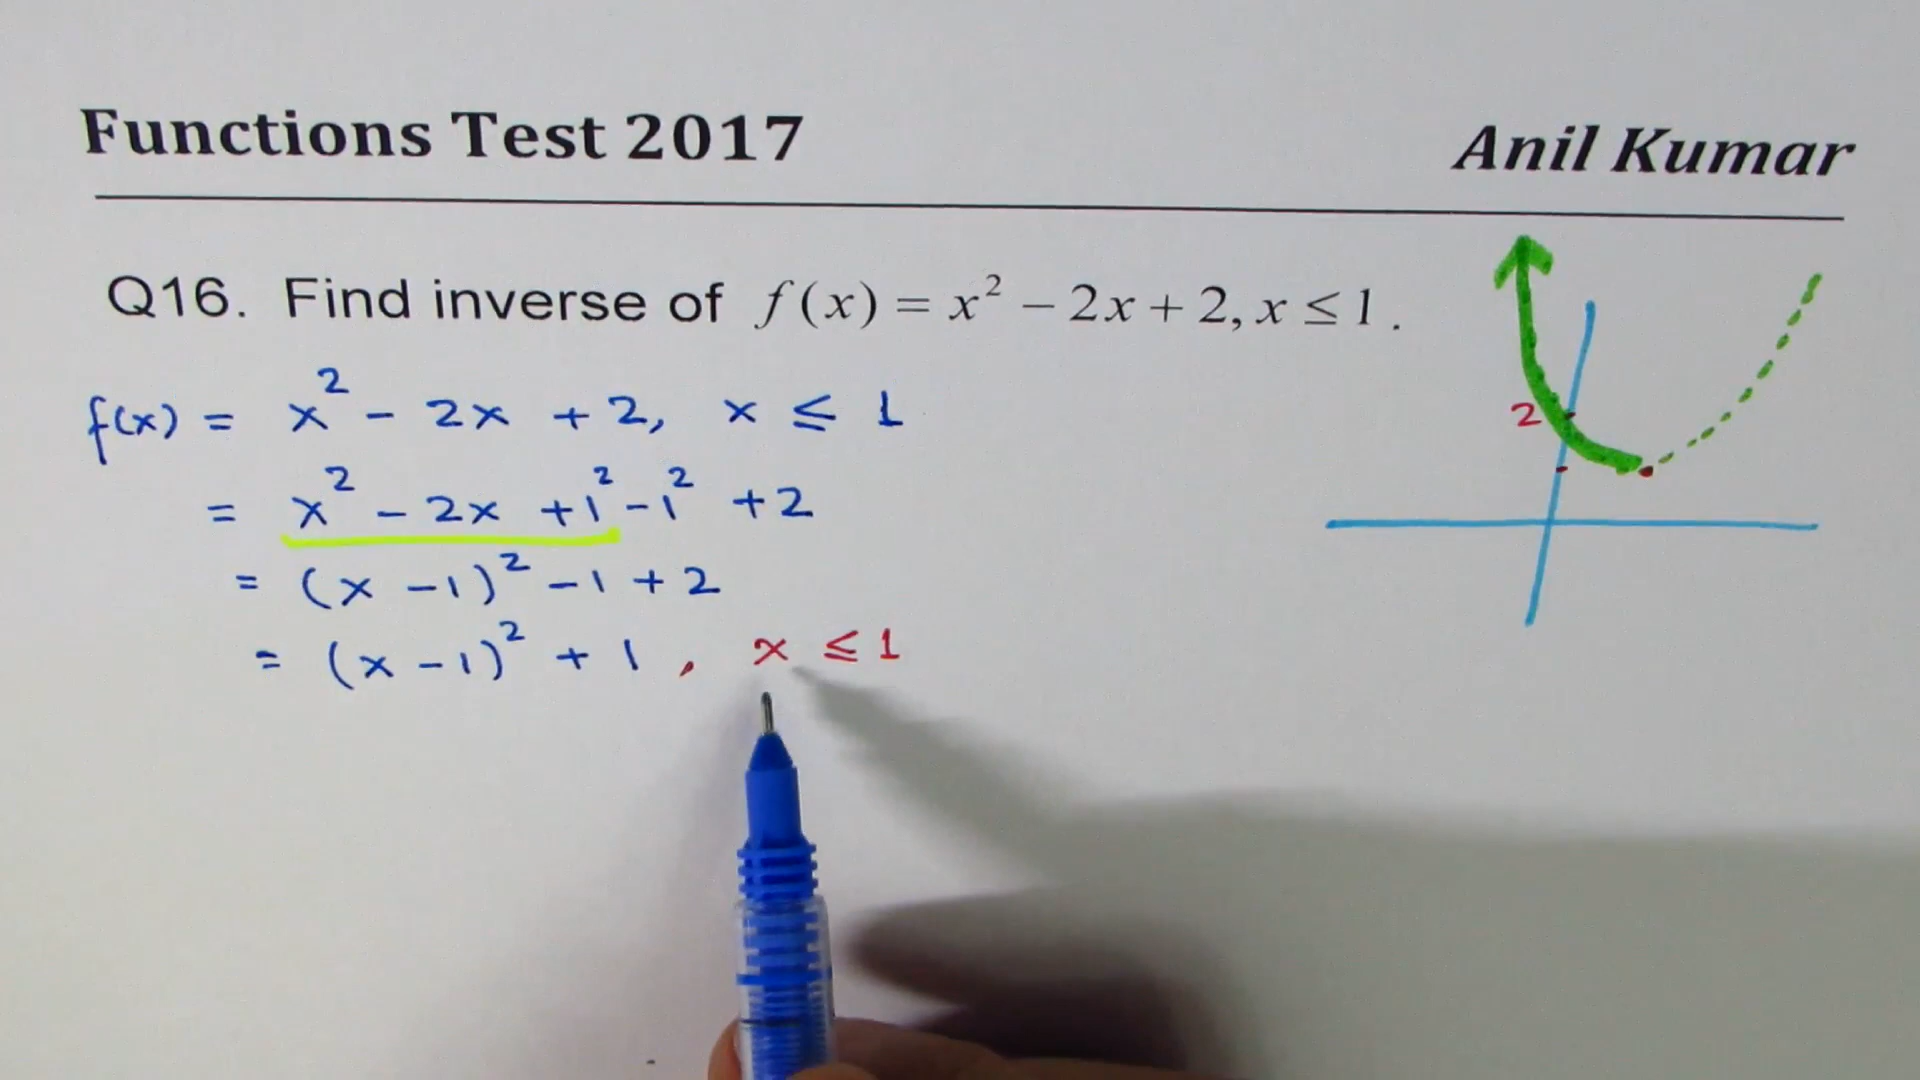 Functions Test 2017
Anil Kumar
Q16. Find inverse of f(x) = x² − 2x + 2, x ≤ 1.
f(x) = x² − 2x + 2, x ≤ 1
= x² − 2x + 1² − 1² + 2
= (x − 1)² − 1 + 2
= (x − 1)² + 1, x ≤ 1
2